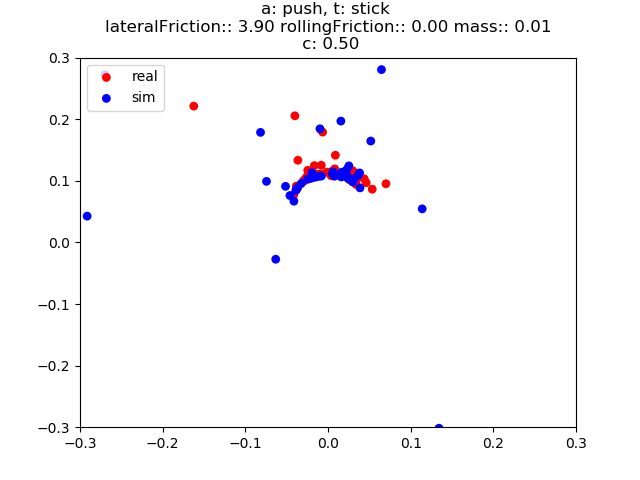 a: push, t: stick
lateralFriction:: 3.90 rollingFriction:: 0.00 mass:: 0.01
c: 0.50
real
sim
0.3
0.2
0.1
0.0
−0.1
−0.2
−0.3
−0.3 −0.2 −0.1 0.0 0.1 0.2 0.3